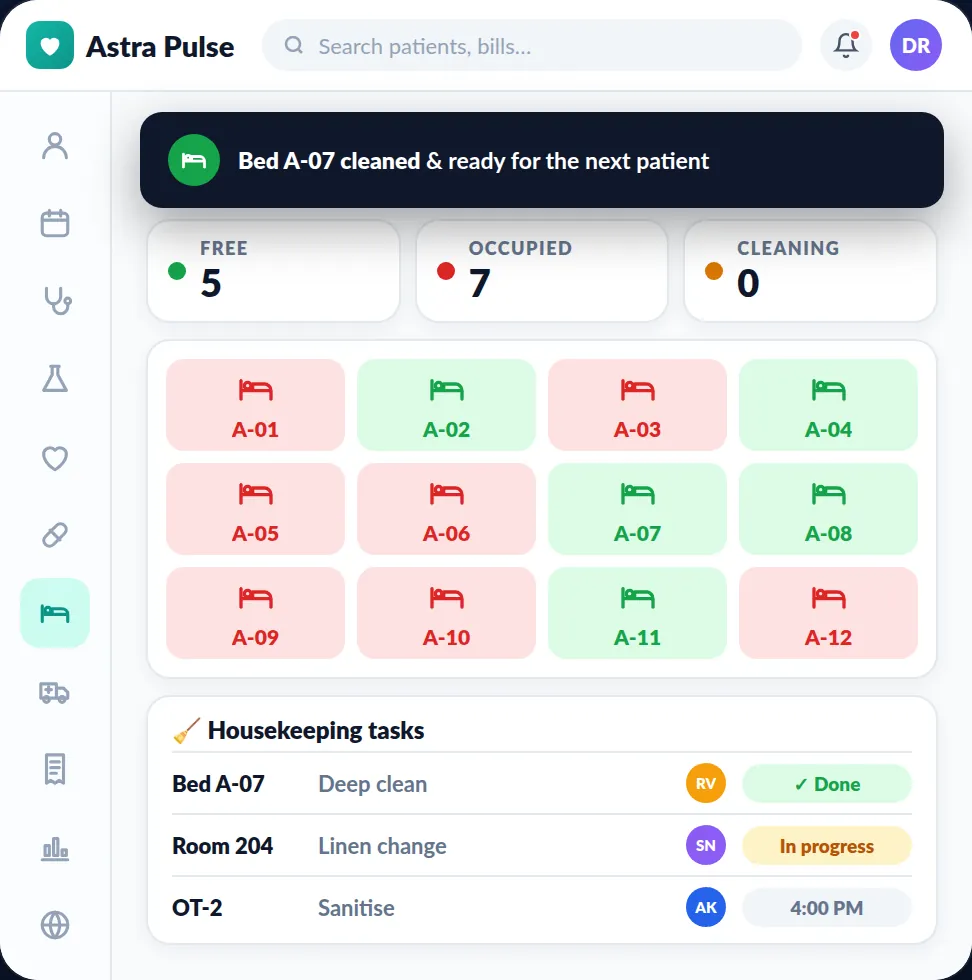 Astra Pulse
Search patients, bills...
DR
Bed A-07 cleaned & ready for the next patient
FREE
5
OCCUPIED
7
CLEANING
0
A-01
A-02
A-03
A-04
A-05
A-06
A-07
A-08
A-09
A-10
A-11
A-12
🧹 Housekeeping tasks
Bed A-07 Deep clean RV ✓ Done
Room 204 Linen change SN In progress
OT-2 Sanitise AK 4:00 PM